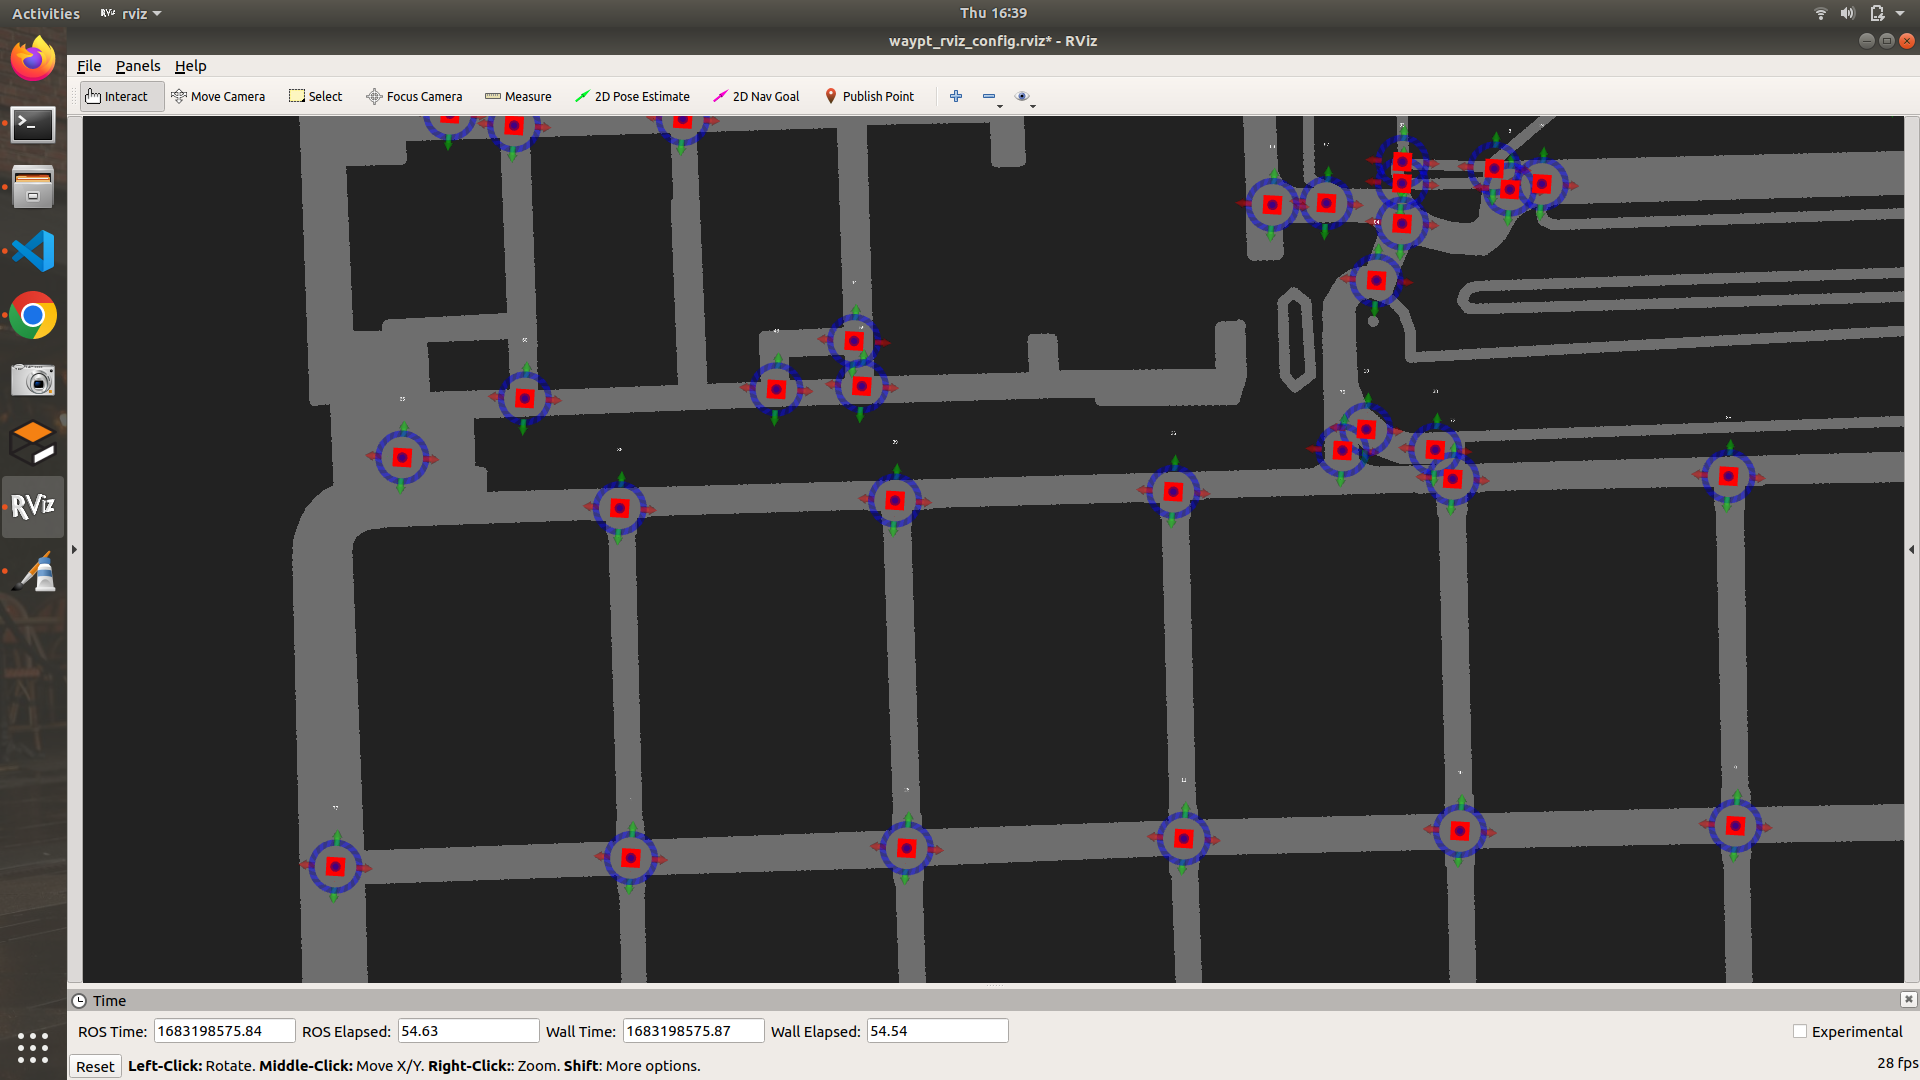 Activities
RViz rviz
Thu 16:39
waypt_rviz_config.rviz* - RViz
File Panels Help
Interact Move Camera Select Focus Camera Measure 2D Pose Estimate 2D Nav Goal Publish Point
RViz
Time
ROS Time: 1683198575.84 ROS Elapsed: 54.63 Wall Time: 1683198575.87 Wall Elapsed: 54.54 Experimental
Reset Left-Click: Rotate. Middle-Click: Move X/Y. Right-Click:: Zoom. Shift: More options. 28 fps